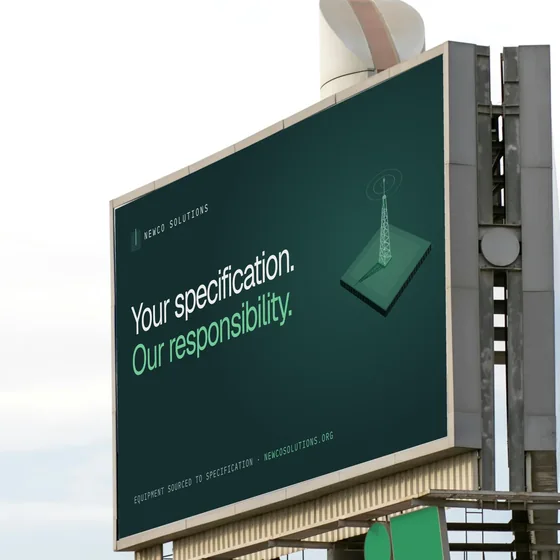 NEWCO SOLUTIONS
Your specification.
Our responsibility.
EQUIPMENT SOURCED TO SPECIFICATION · NEWCOSOLUTIONS.ORG